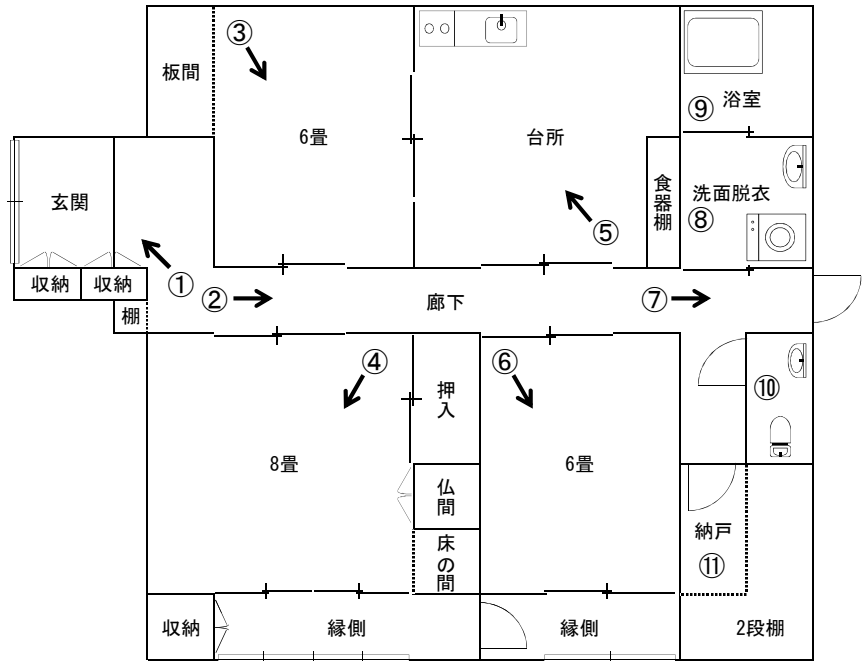 ③
板間
6畳
台所
⑨
浴室
食器棚
洗面脱衣
⑧
玄関
⑤
収納
収納
①
②
廊下
⑦
棚
④
押入
⑥
⑩
8畳
6畳
仏間
床の間
納戸
⑪
収納
縁側
縁側
2段棚